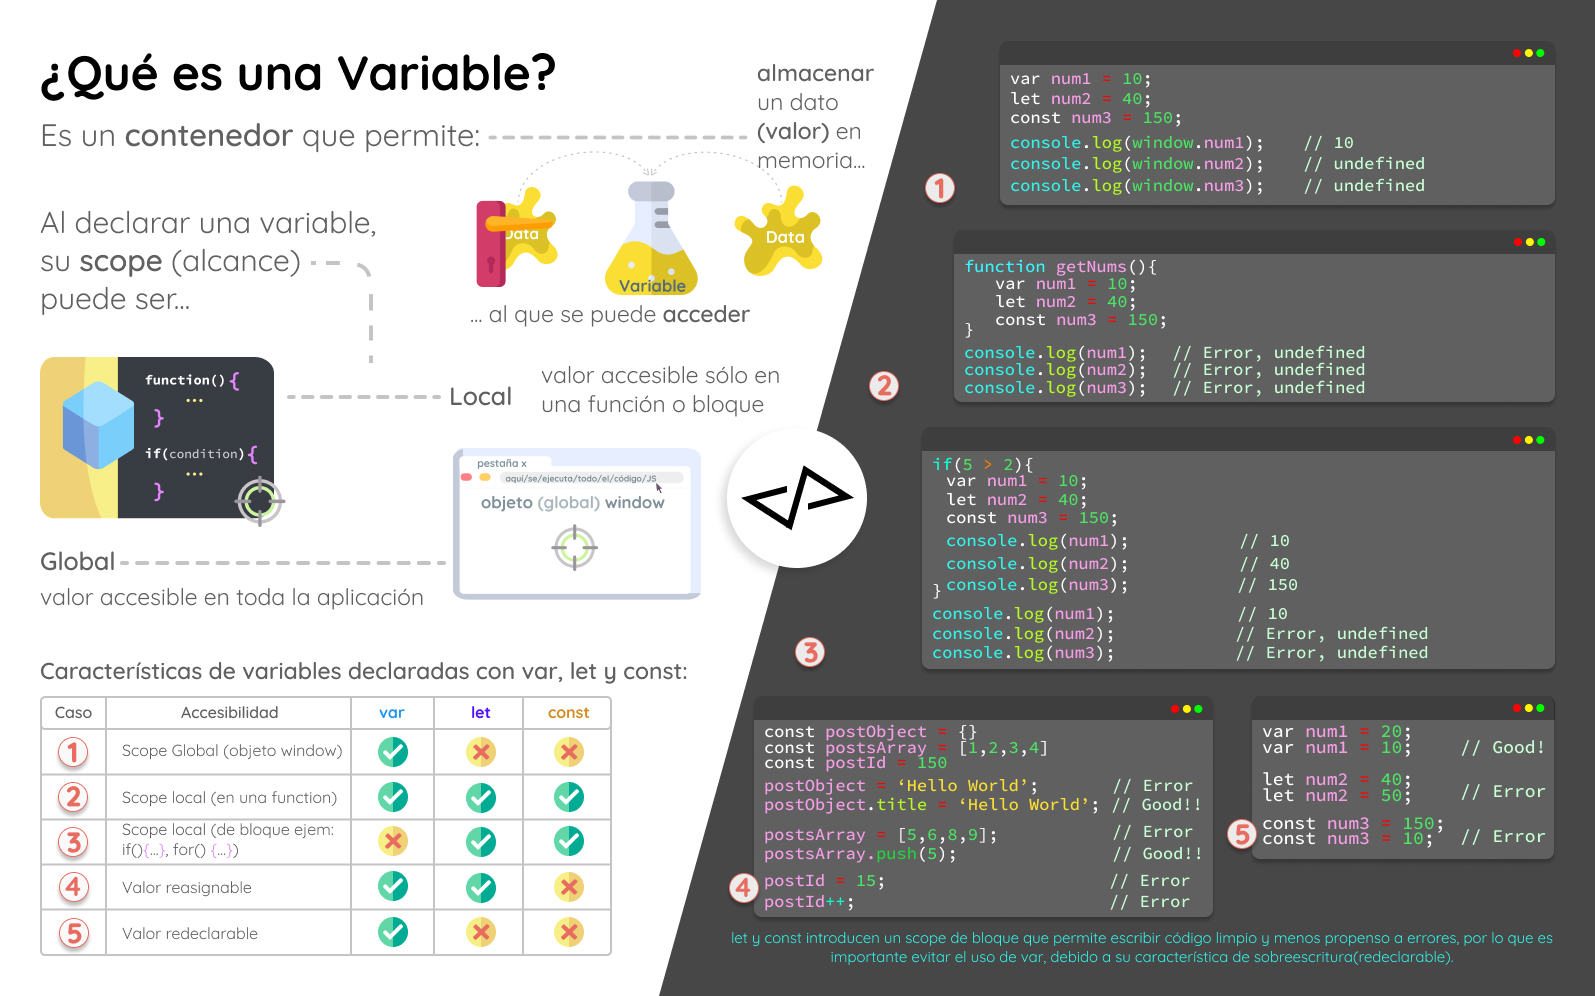 ¿Qué es una Variable?
Es un contenedor que permite:
almacenar
un dato
(valor) en
memoria...
Data
Variable
Data
... al que se puede acceder
Al declarar una variable,
su scope (alcance)
puede ser...
function(){
...
}
if(condition){
...
}
Local
valor accesible sólo en
una función o bloque
pestaña x
aquí/se/ejecuta/todo/el/código/JS
objeto (global) window
Global
valor accesible en toda la aplicación
Características de variables declaradas con var, let y const:
Caso Accesibilidad var let const
1 Scope Global (objeto window)
2 Scope local (en una function)
3 Scope local (de bloque ejem:
if(){...}, for() {...})
4 Valor reasignable
5 Valor redeclarable
</>
1
var num1 = 10;
let num2 = 40;
const num3 = 150;
console.log(window.num1); // 10
console.log(window.num2); // undefined
console.log(window.num3); // undefined
2
function getNums(){
var num1 = 10;
let num2 = 40;
const num3 = 150;
}
console.log(num1); // Error, undefined
console.log(num2); // Error, undefined
console.log(num3); // Error, undefined
3
if(5 > 2){
var num1 = 10;
let num2 = 40;
const num3 = 150;
console.log(num1); // 10
console.log(num2); // 40
console.log(num3); // 150
}
console.log(num1); // 10
console.log(num2); // Error, undefined
console.log(num3); // Error, undefined
4
const postObject = {}
const postsArray = [1,2,3,4]
const postId = 150
postObject = ‘Hello World’; // Error
postObject.title = ‘Hello World’; // Good!!
postsArray = [5,6,8,9]; // Error
postsArray.push(5); // Good!!
postId = 15; // Error
postId++; // Error
5
var num1 = 20;
var num1 = 10; // Good!
let num2 = 40;
let num2 = 50; // Error
const num3 = 150;
const num3 = 10; // Error
let y const introducen un scope de bloque que permite escribir código limpio y menos propenso a errores, por lo que es
importante evitar el uso de var, debido a su característica de sobreescritura(redeclarable).